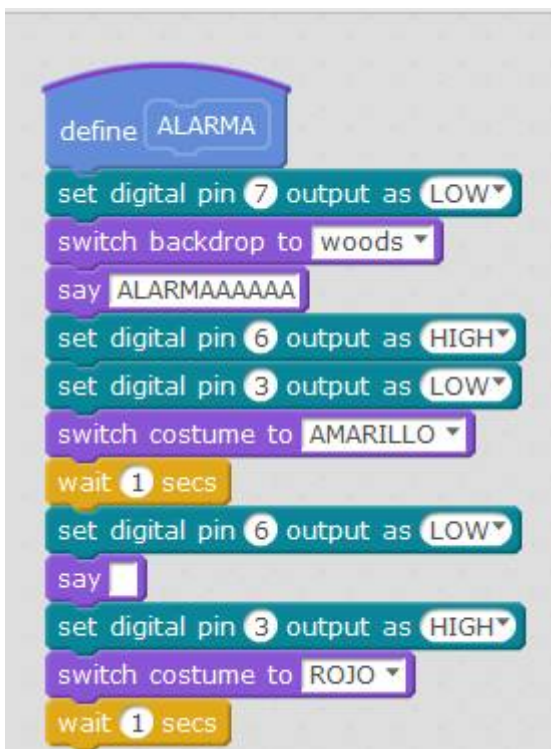 define ALARMA
set digital pin 7 output as LOW
switch backdrop to woods
say ALARMAAAAAA
set digital pin 6 output as HIGH
set digital pin 3 output as LOW
switch costume to AMARILLO
wait 1 secs
set digital pin 6 output as LOW
say
set digital pin 3 output as HIGH
switch costume to ROJO
wait 1 secs